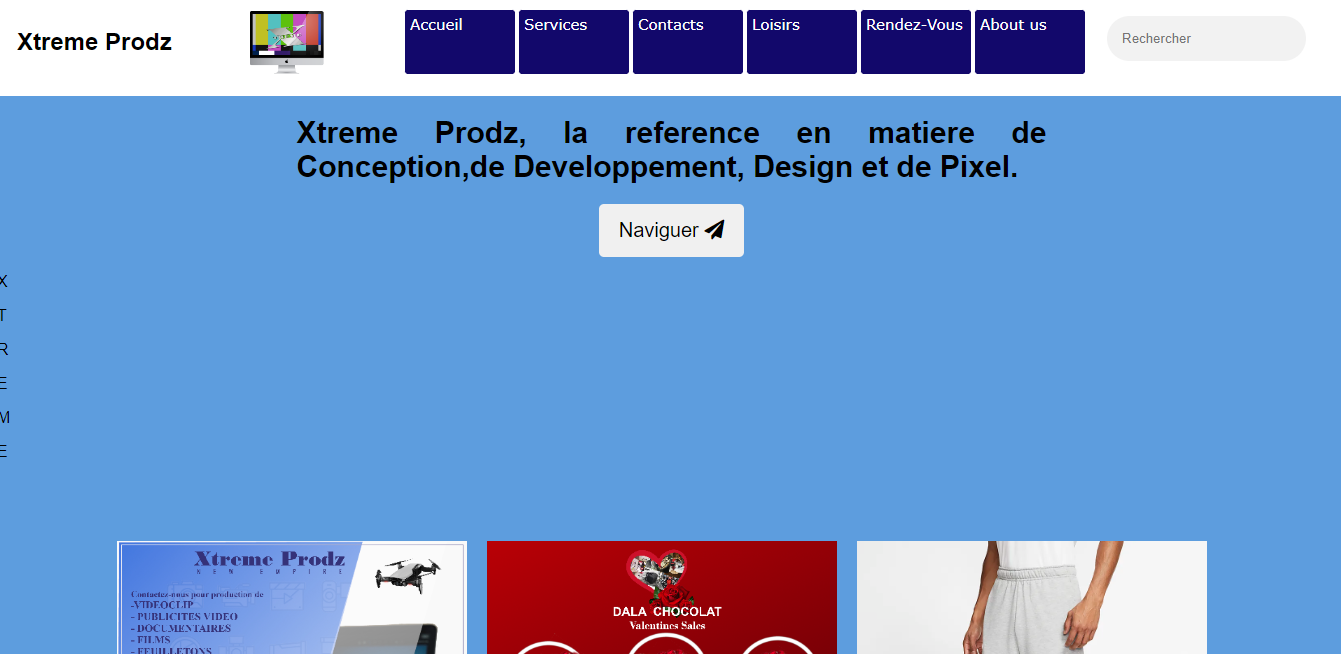 Xtreme Prodz
Accueil
Services
Contacts
Loisirs
Rendez-Vous
About us
Rechercher
Xtreme Prodz, la reference en matiere de
Conception,de Developpement, Design et de Pixel.
Naviguer
X
T
R
E
M
E
Xtreme Prodz
NEW EMPIRE
Contactez-nous pour production de
-VIDEOCLIP
- PUBLICITES VIDEO
- DOCUMENTAIRES
- FILMS
- FEUILLETONS
DALA CHOCOLAT
Valentines Sales